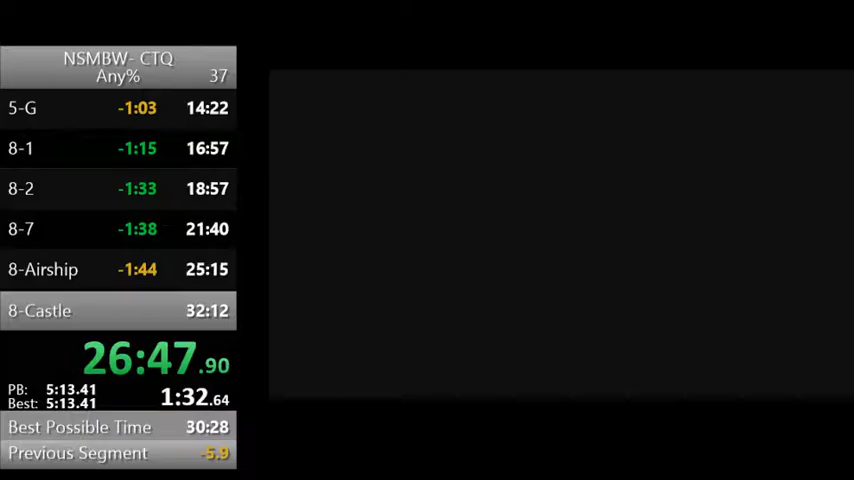 NSMBW- CTQ
Any% 37
5-G -1:03 14:22
8-1 -1:15 16:57
8-2 -1:33 18:57
8-7 -1:38 21:40
8-Airship -1:44 25:15
8-Castle 32:12
26:47.90
PB: 5:13.41
Best: 5:13.41
1:32.64
Best Possible Time 30:28
Previous Segment -5.9